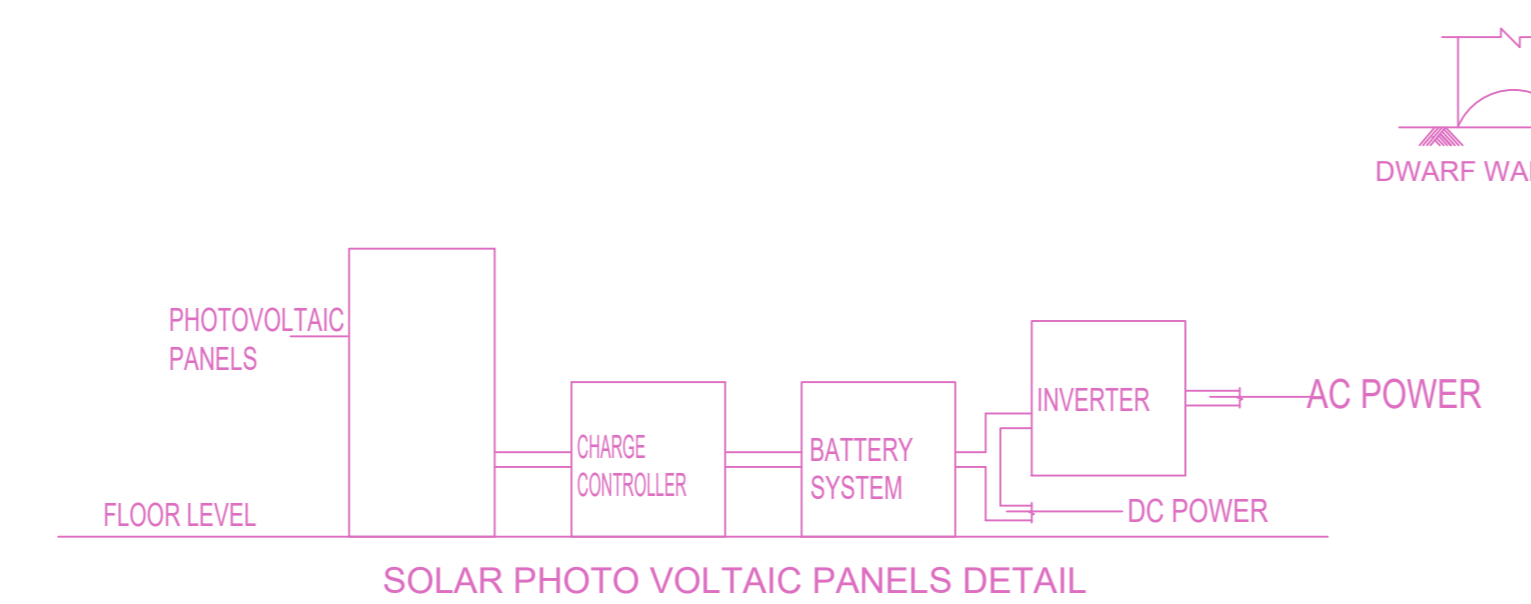 DWARF
PHOTOVOLTAIC
PANELS
CHARGE
CONTROLLER
BATTERY
SYSTEM
INVERTER
AC POWER
DC POWER
FLOOR LEVEL
SOLAR PHOTO VOLTAIC PANELS DETAIL